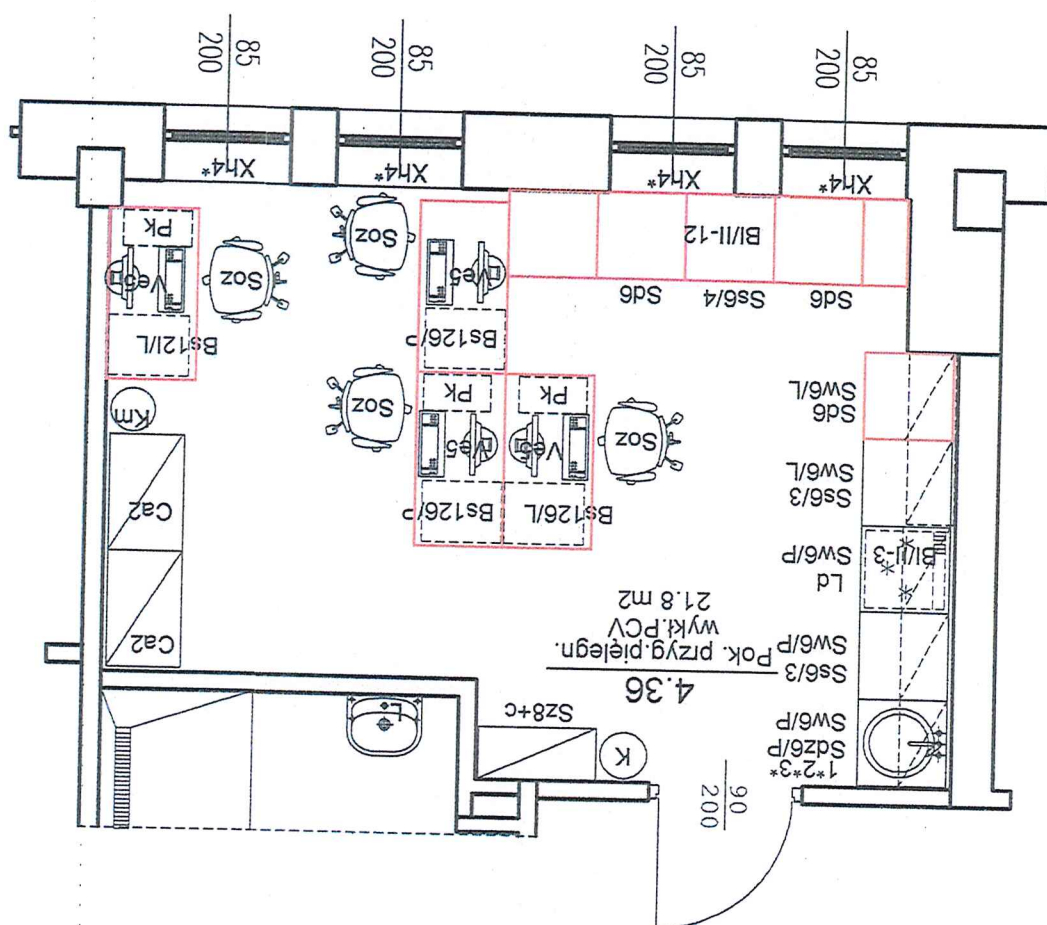 90
200
1*2*3*
Sdz6/P
Sw6/P
K
Sz8+c
L
4.36
Pok. przyg.pielęgn.
wykł.PCV
21.8 m2
Ss6/3
Sw6/P
Ld
Sw6/P
Bl/II-3
Ss6/3
Sw6/L
Sd6
Sw6/L
Ca2
Ca2
Km
Bs126/L
Bs126/P
Ve5
Ve5
Soz
Soz
Pk
Pk
Bs12l/L
Bs126/P
Ve5
Ve5
Soz
Soz
Pk
Sd6
Ss6/4
Sd6
Bl/II-12
Xh4*
Xh4*
Xh4*
Xh4*
85
200
85
200
85
200
85
200